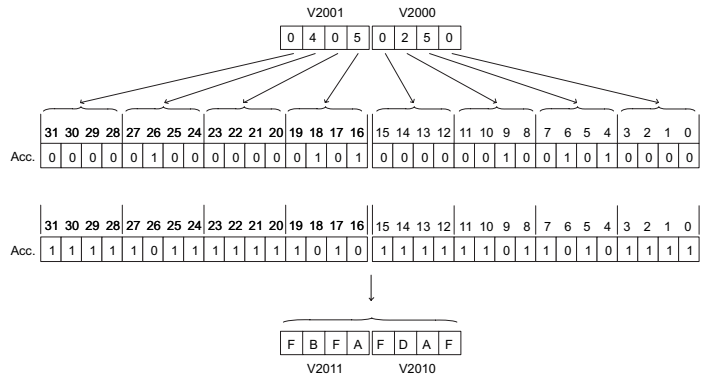 V2001 V2000
0 4 0 5 0 2 5 0
31 30 29 28 27 26 25 24 23 22 21 20 19 18 17 16 15 14 13 12 11 10 9 8 7 6 5 4 3 2 1 0
Acc. 0 0 0 0 0 1 0 0 0 0 0 0 0 1 0 1 0 0 0 0 0 0 1 0 0 1 0 1 0 0 0 0
31 30 29 28 27 26 25 24 23 22 21 20 19 18 17 16 15 14 13 12 11 10 9 8 7 6 5 4 3 2 1 0
Acc. 1 1 1 1 1 0 1 1 1 1 1 1 1 0 1 0 1 1 1 1 1 1 0 1 1 0 1 0 1 1 1 1
F B F A F D A F
V2011 V2010